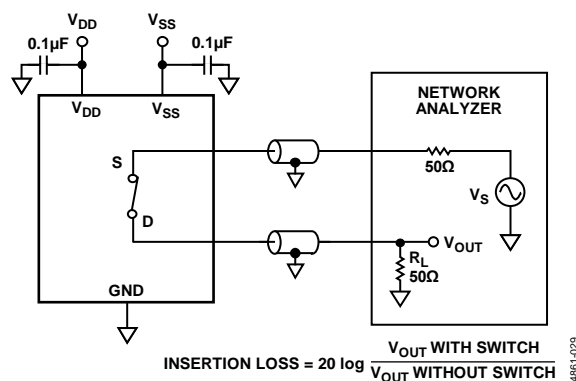 V_DD V_SS
0.1µF 0.1µF
V_DD V_SS
NETWORK
ANALYZER
S
50Ω
V_S
D
V_OUT
R_L
50Ω
GND
INSERTION LOSS = 20 log V_OUT WITH SWITCH
V_OUT WITHOUT SWITCH
4861-029